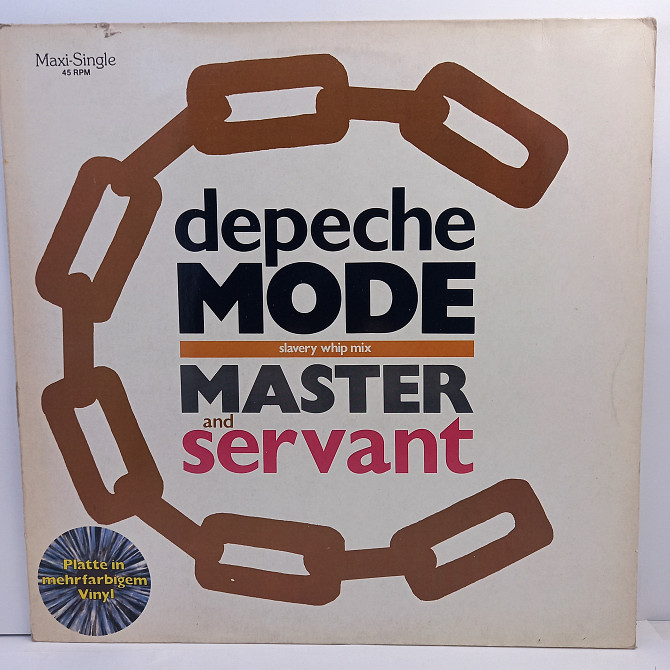 Maxi-Single
45 RPM
depeche
MODE
slavery whip mix
MASTER
and
servant
Platte in
mehrfarbigem
Vinyl